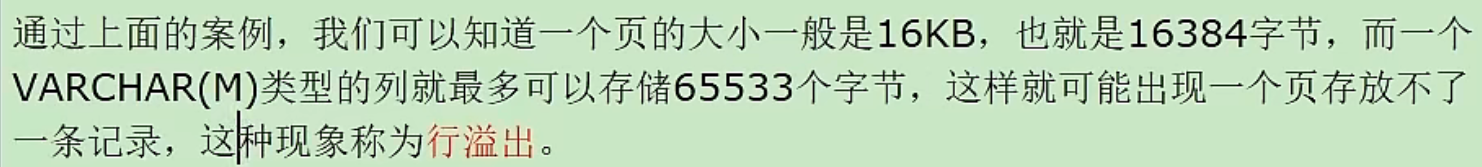 通过上面的案例，我们可以知道一个页的大小一般是16KB，也就是16384字节，而一个
VARCHAR(M)类型的列就最多可以存储65533个字节，这样就可能出现一个页存放不了
一条记录，这种现象称为行溢出。